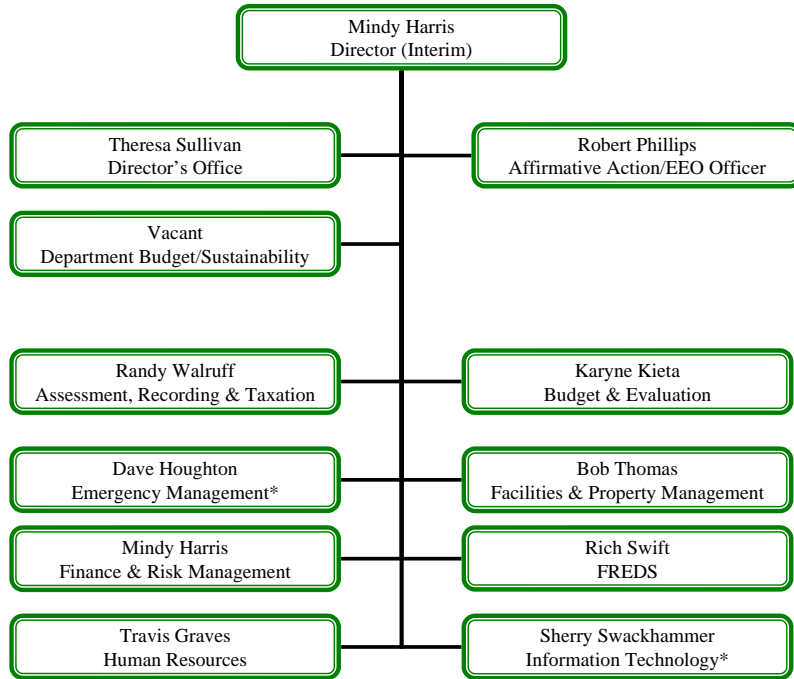 Mindy Harris
Director (Interim)
Theresa Sullivan
Director’s Office
Robert Phillips
Affirmative Action/EEO Officer
Vacant
Department Budget/Sustainability
Randy Walruff
Assessment, Recording & Taxation
Karyne Kieta
Budget & Evaluation
Dave Houghton
Emergency Management*
Bob Thomas
Facilities & Property Management
Mindy Harris
Finance & Risk Management
Rich Swift
FREDS
Travis Graves
Human Resources
Sherry Swackhammer
Information Technology*